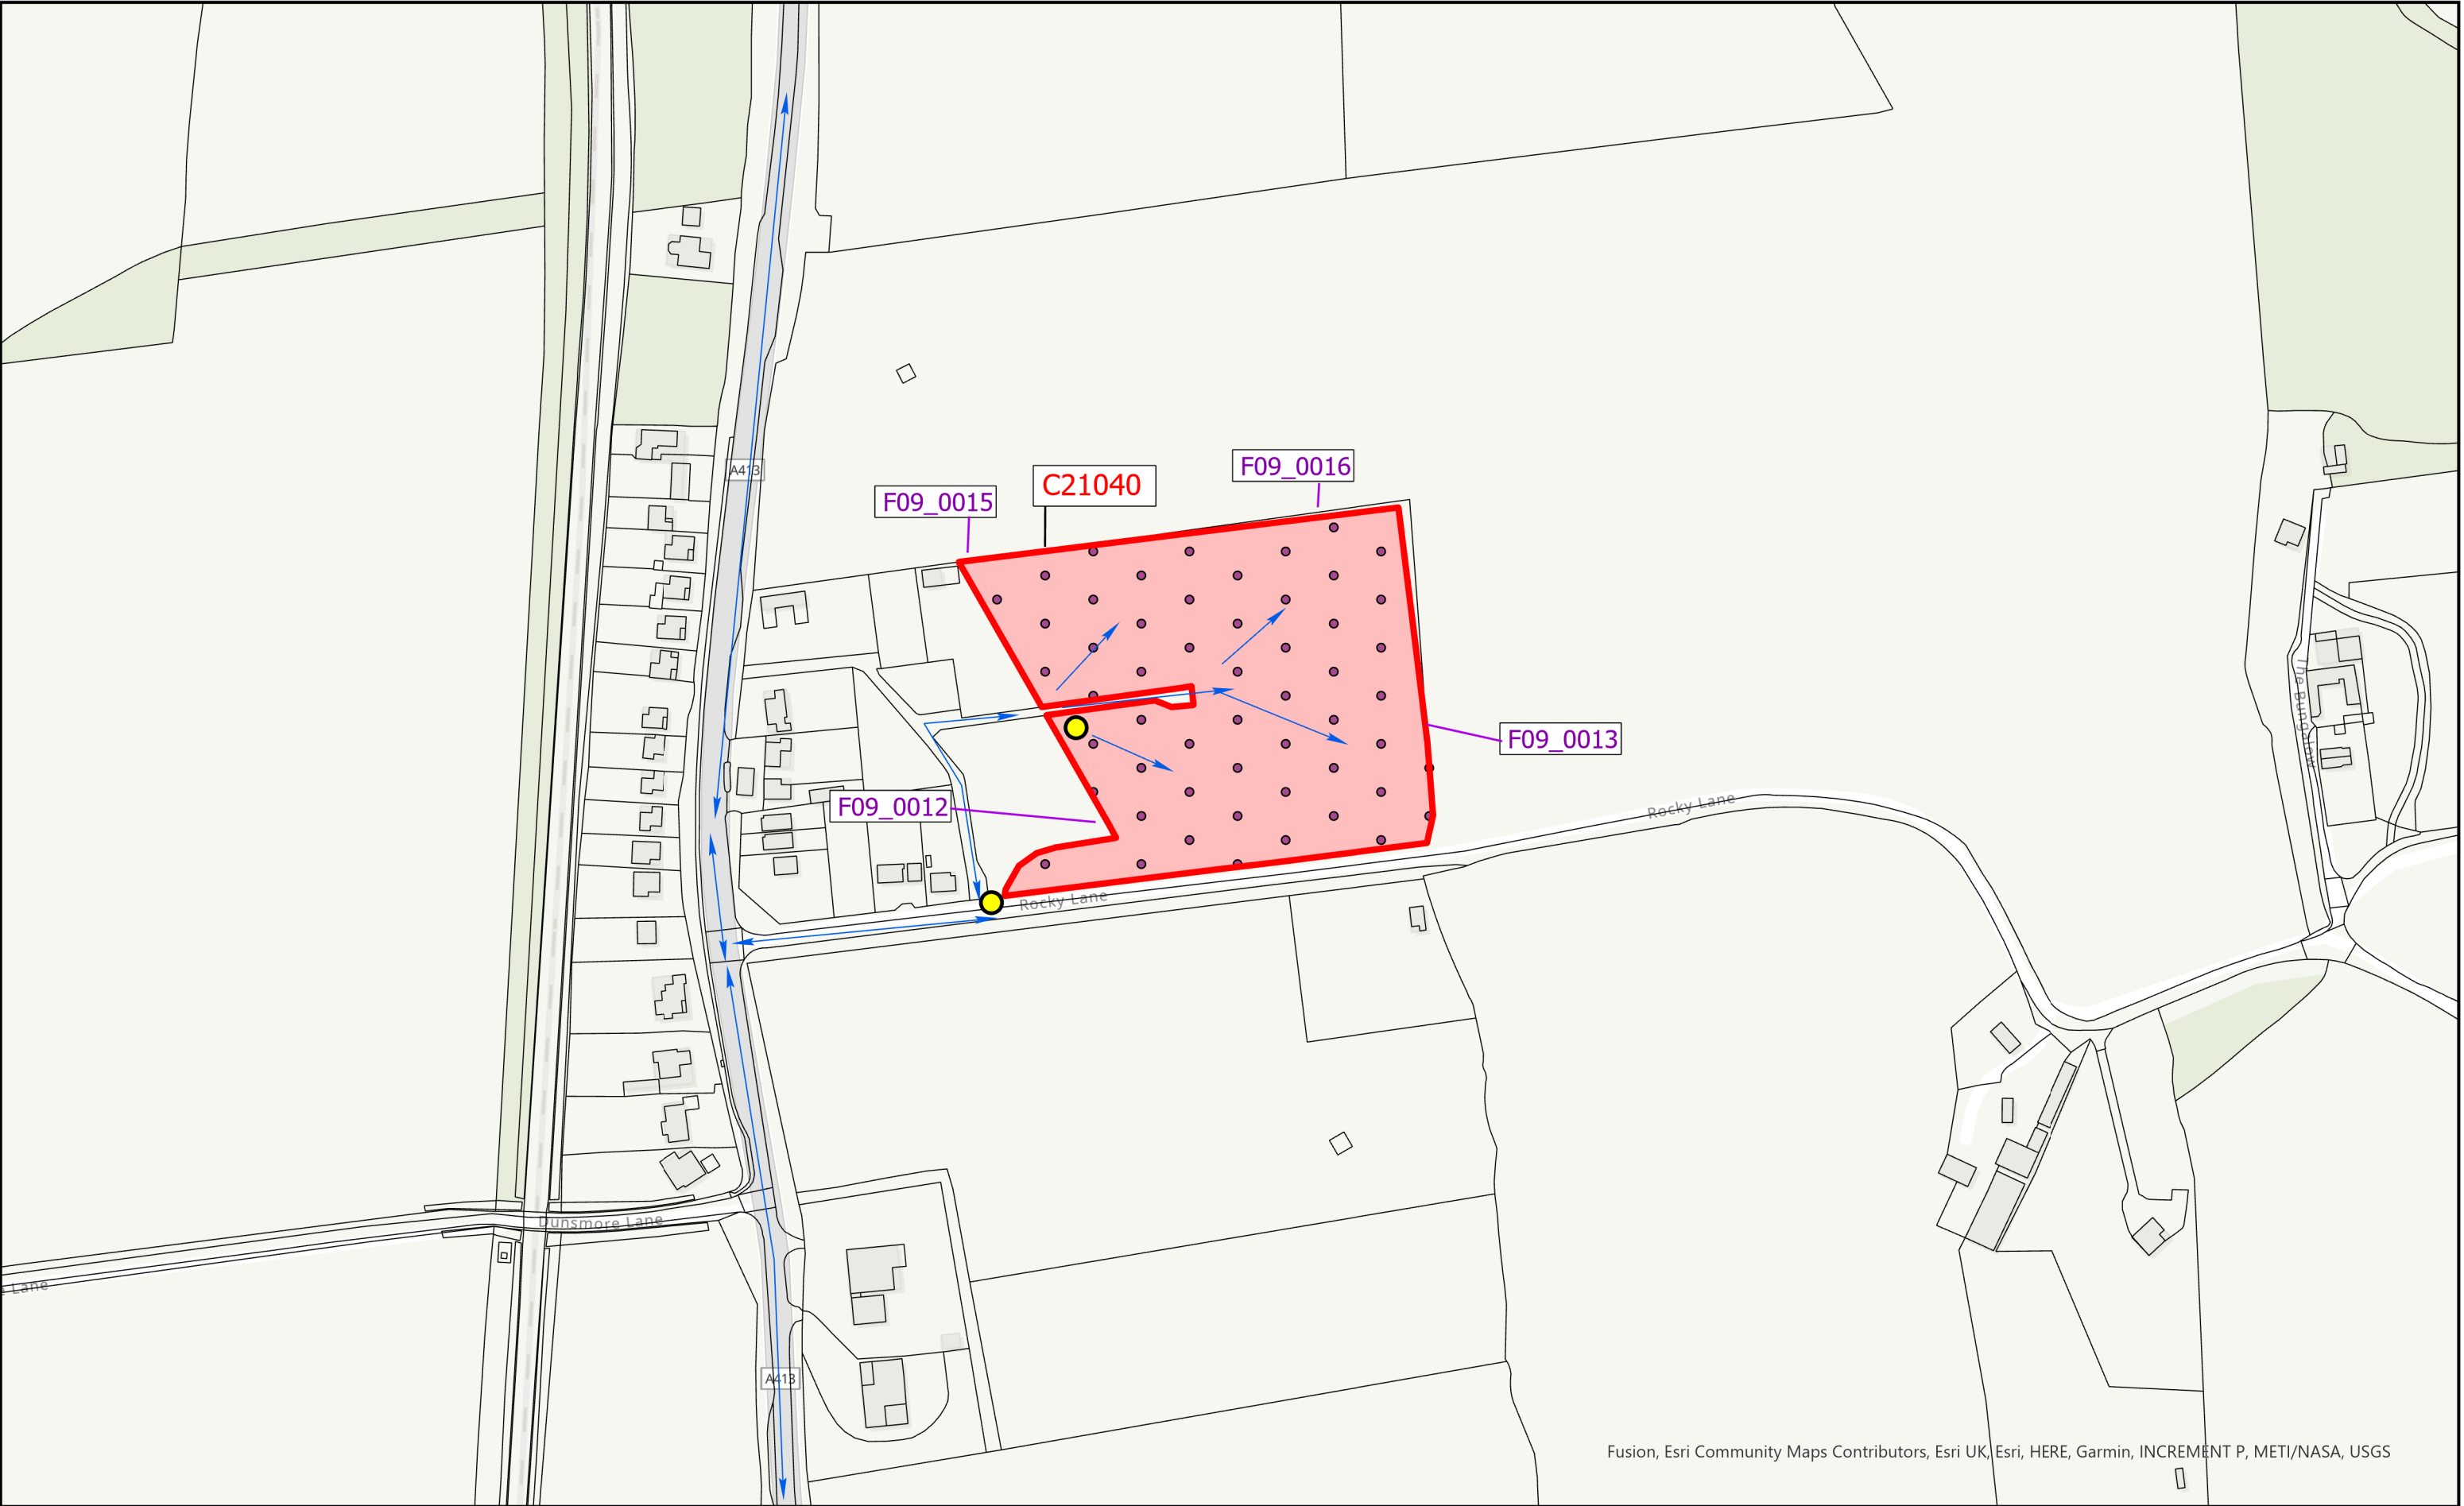 F09_0016
A413
C21040
F09_0015
The Bungalow
F09_0013
Rocky Lane
F09_0012
Rocky Lane
Dunsmore Lane
e Lane
A413
Fusion, Esri Community Maps Contributors, Esri UK, Esri, HERE, Garmin, INCREMENT P, METI/NASA, USGS